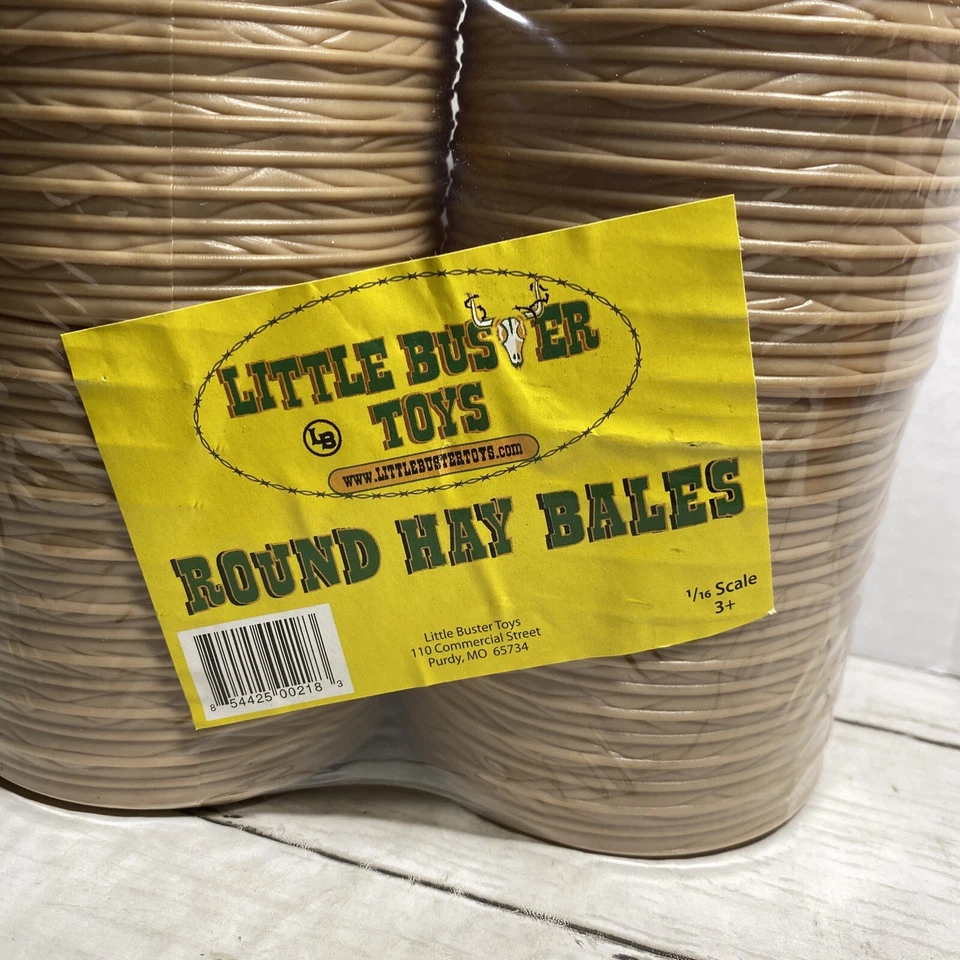 LITTLE BUSTER
TOYS
LB
www.LITTLEBUSTERTOYS.com
ROUND HAY BALES
1/16 Scale
3+
Little Buster Toys
110 Commercial Street
Purdy, MO 65734
8 54425 00218 3